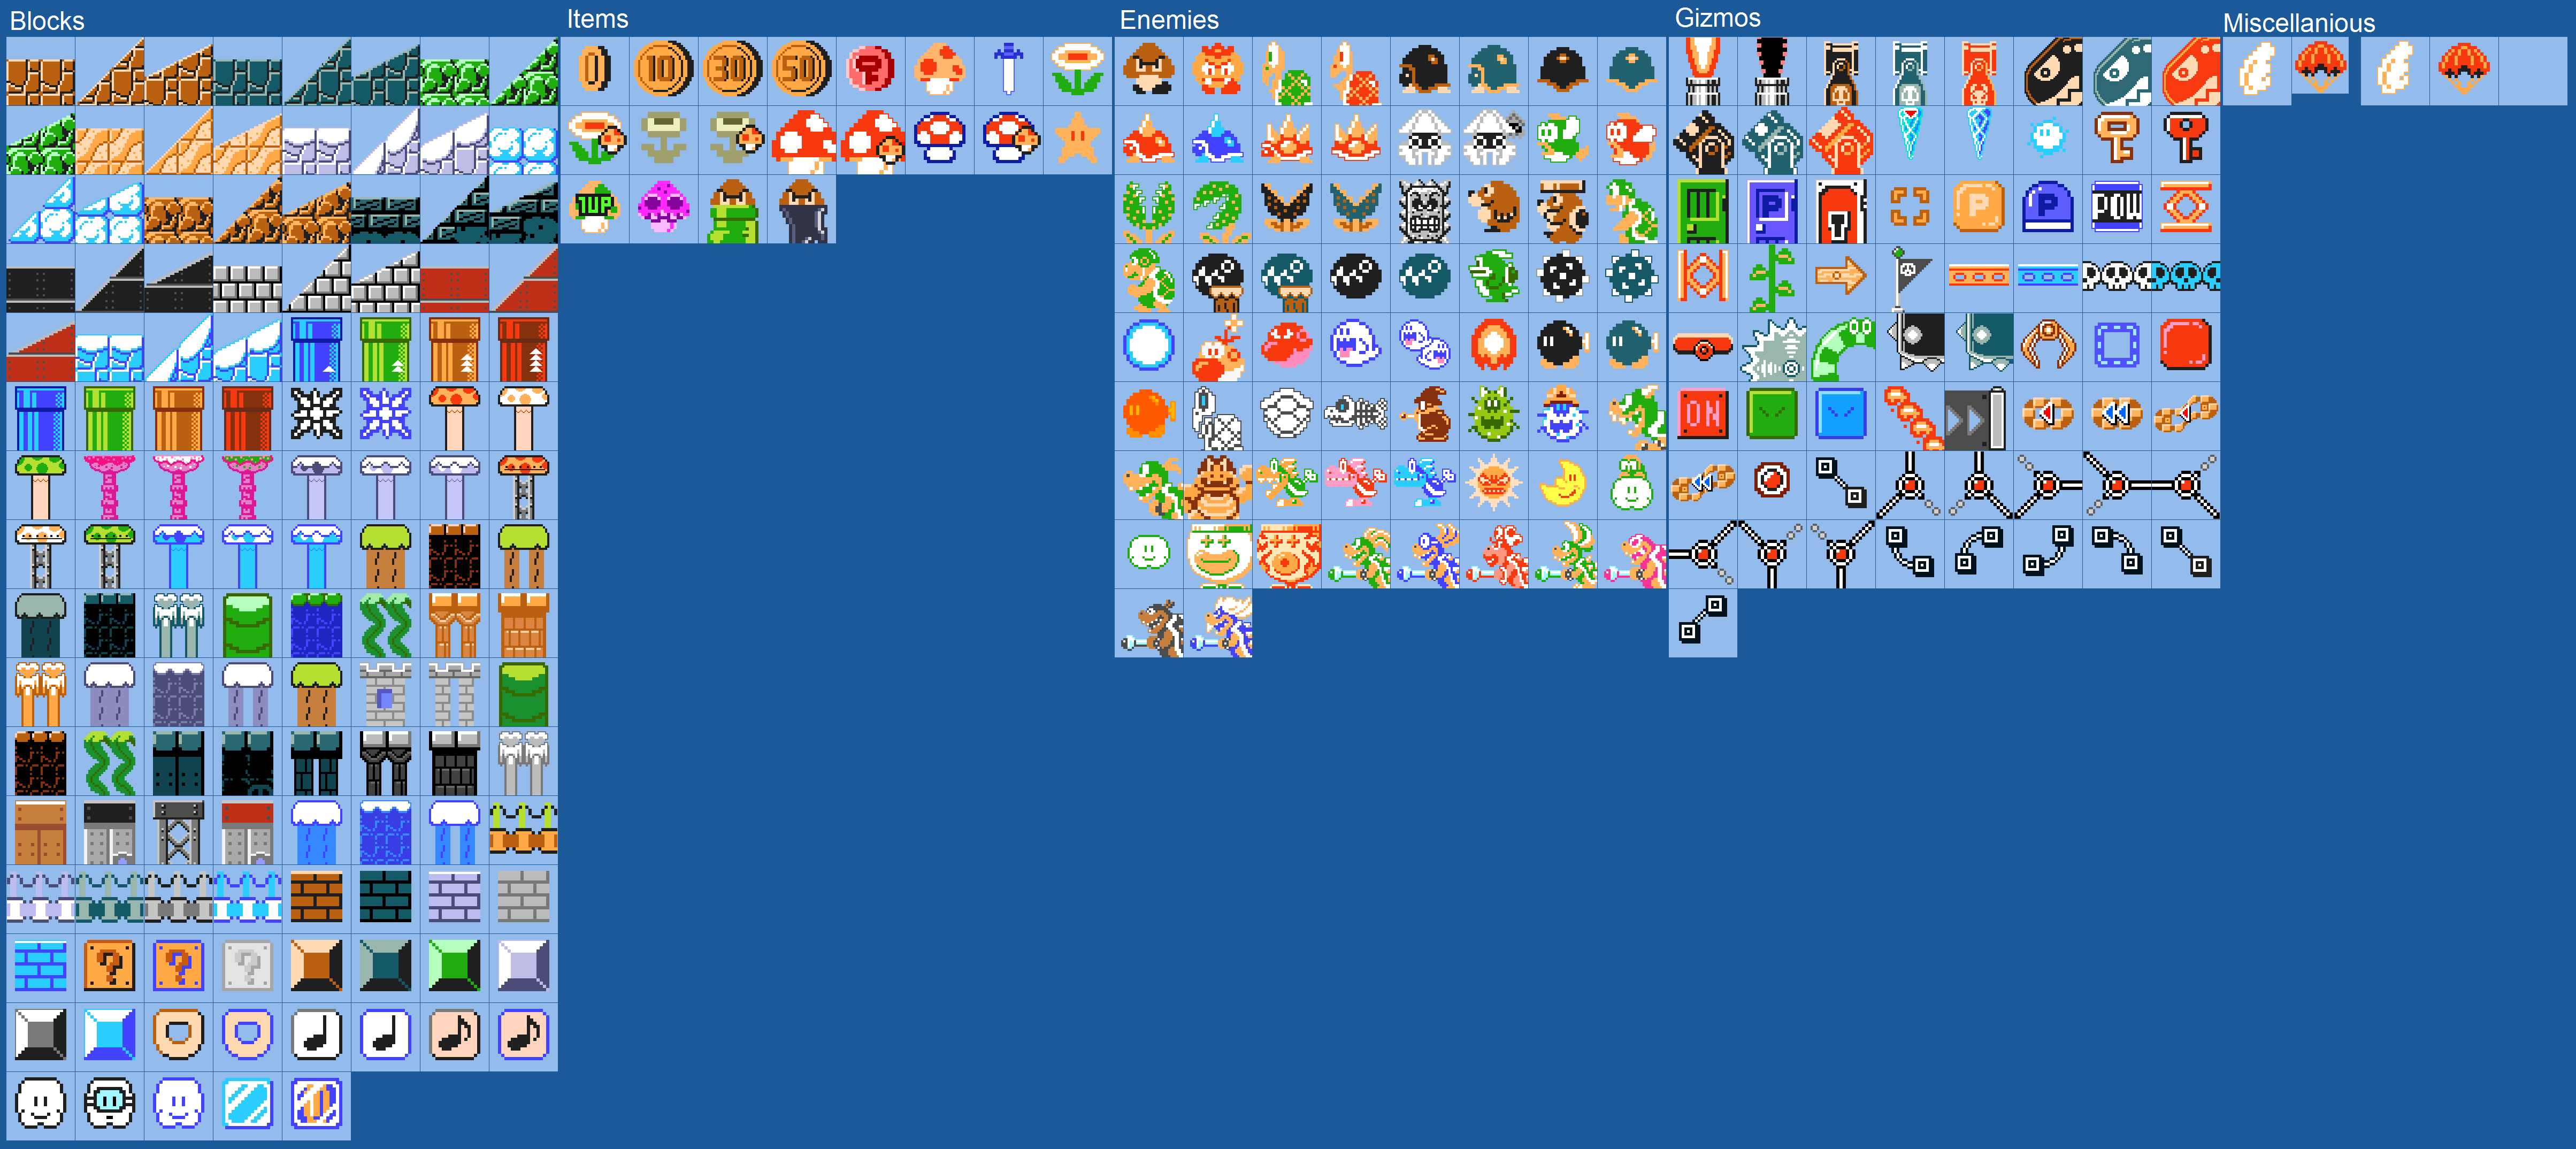 Blocks
Items
Enemies
Gizmos
Miscellanious
10
30
50
?
1UP
P
P
P
POW
ON
?
?
?